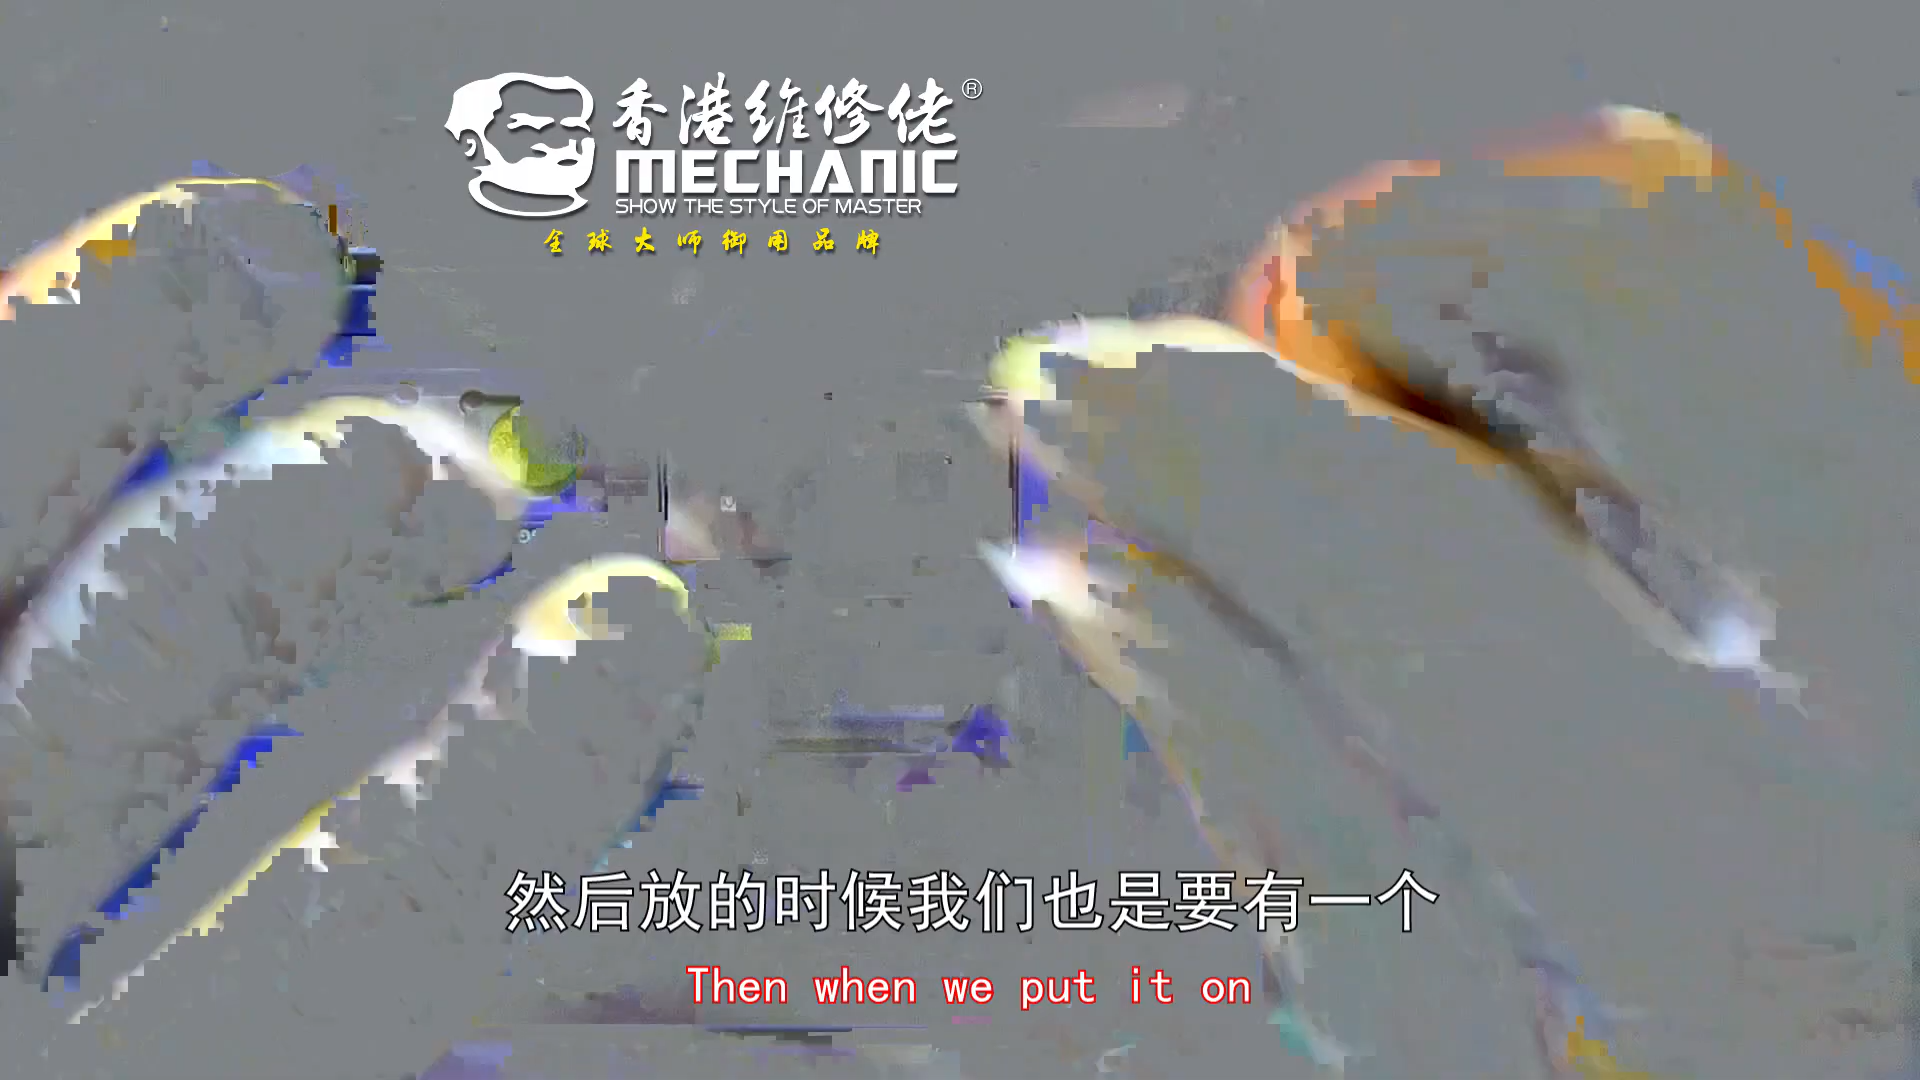 香港维修佬®
MECHANIC
SHOW THE STYLE OF MASTER
全球大师御用品牌
然后放的时候我们也是要有一个
Then when we put it on